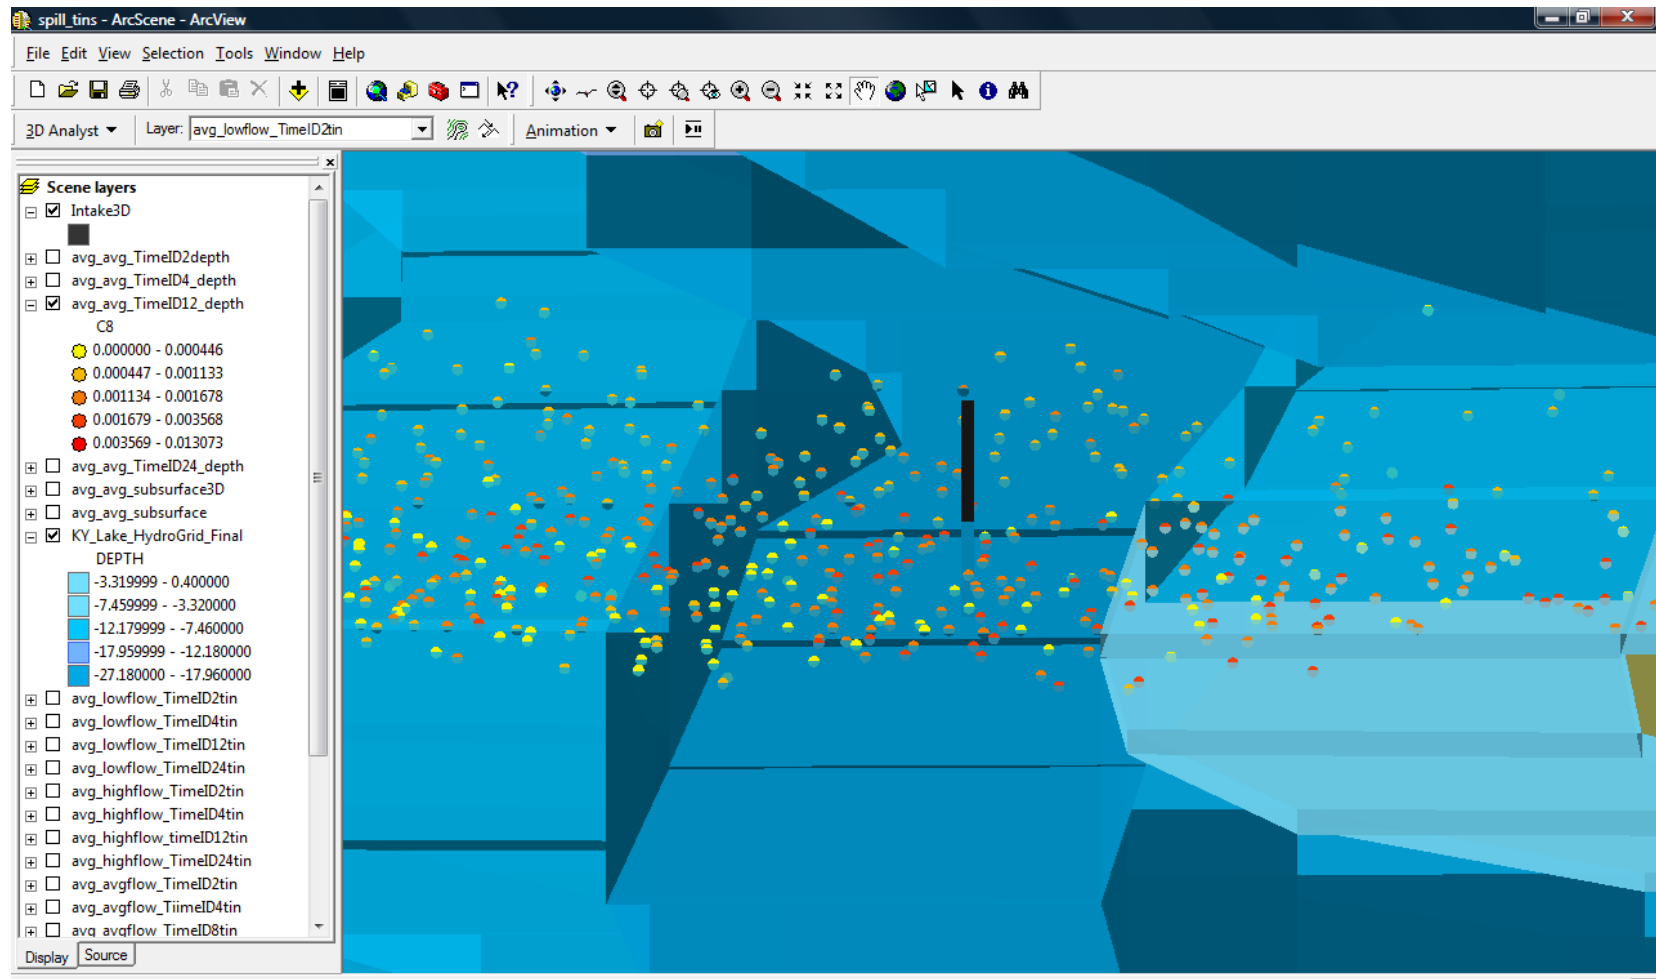 spill_tins - ArcScene - ArcView
File Edit View Selection Tools Window Help
3D Analyst Layer: avg_lowflow_TimeID2tin Animation
Scene layers
Intake3D
avg_avg_TimeID2depth
avg_avg_TimeID4_depth
avg_avg_TimeID12_depth
C8
0.000000 - 0.000446
0.000447 - 0.001133
0.001134 - 0.001678
0.001679 - 0.003568
0.003569 - 0.013073
avg_avg_TimeID24_depth
avg_avg_subsurface3D
avg_avg_subsurface
KY_Lake_HydroGrid_Final
DEPTH
-3.319999 - 0.400000
-7.459999 - -3.320000
-12.179999 - -7.460000
-17.959999 - -12.180000
-27.180000 - -17.960000
avg_lowflow_TimeID2tin
avg_lowflow_TimeID4tin
avg_lowflow_TimeID12tin
avg_lowflow_TimeID24tin
avg_highflow_TimeID2tin
avg_highflow_TimeID4tin
avg_highflow_timeID12tin
avg_highflow_TimeID24tin
avg_avgflow_TimeID2tin
avg_avgflow_TiimeID4tin
avg_avgflow_TimeID8tin
Display Source